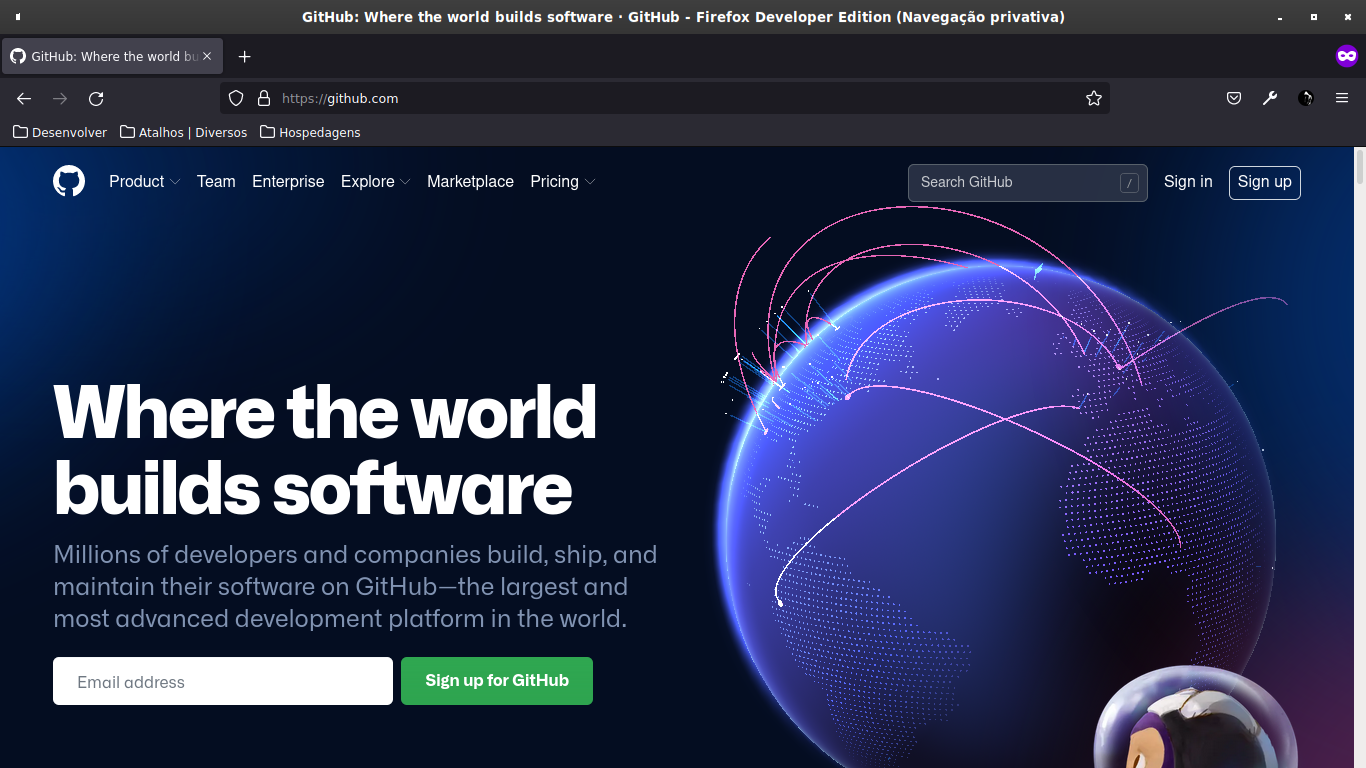 GitHub: Where the world builds software · GitHub - Firefox Developer Edition (Navegação privativa)
GitHub: Where the world bu
https://github.com
Desenvolver Atalhos | Diversos Hospedagens
Product Team Enterprise Explore Marketplace Pricing Search GitHub / Sign in Sign up
Where the world
builds software
Millions of developers and companies build, ship, and
maintain their software on GitHub—the largest and
most advanced development platform in the world.
Email address Sign up for GitHub